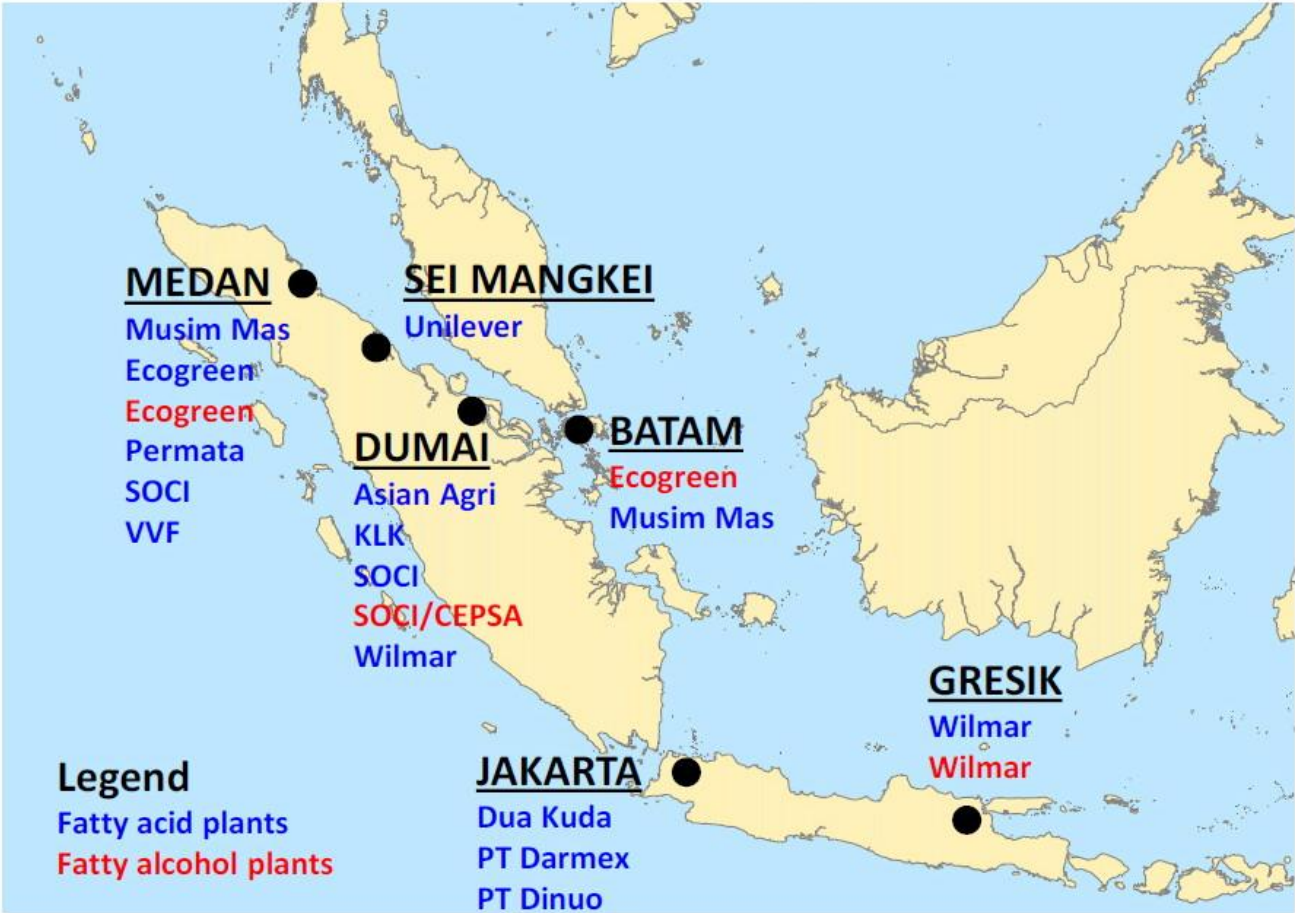 MEDAN
Musim Mas
Ecogreen
Ecogreen
Permata
SOCI
VVF
SEI MANGKEI
Unilever
DUMAI
Asian Agri
KLK
SOCI
SOCI/CEPSA
Wilmar
BATAM
Ecogreen
Musim Mas
GRESIK
Wilmar
Wilmar
JAKARTA
Dua Kuda
PT Darmex
PT Dinuo
Legend
Fatty acid plants
Fatty alcohol plants